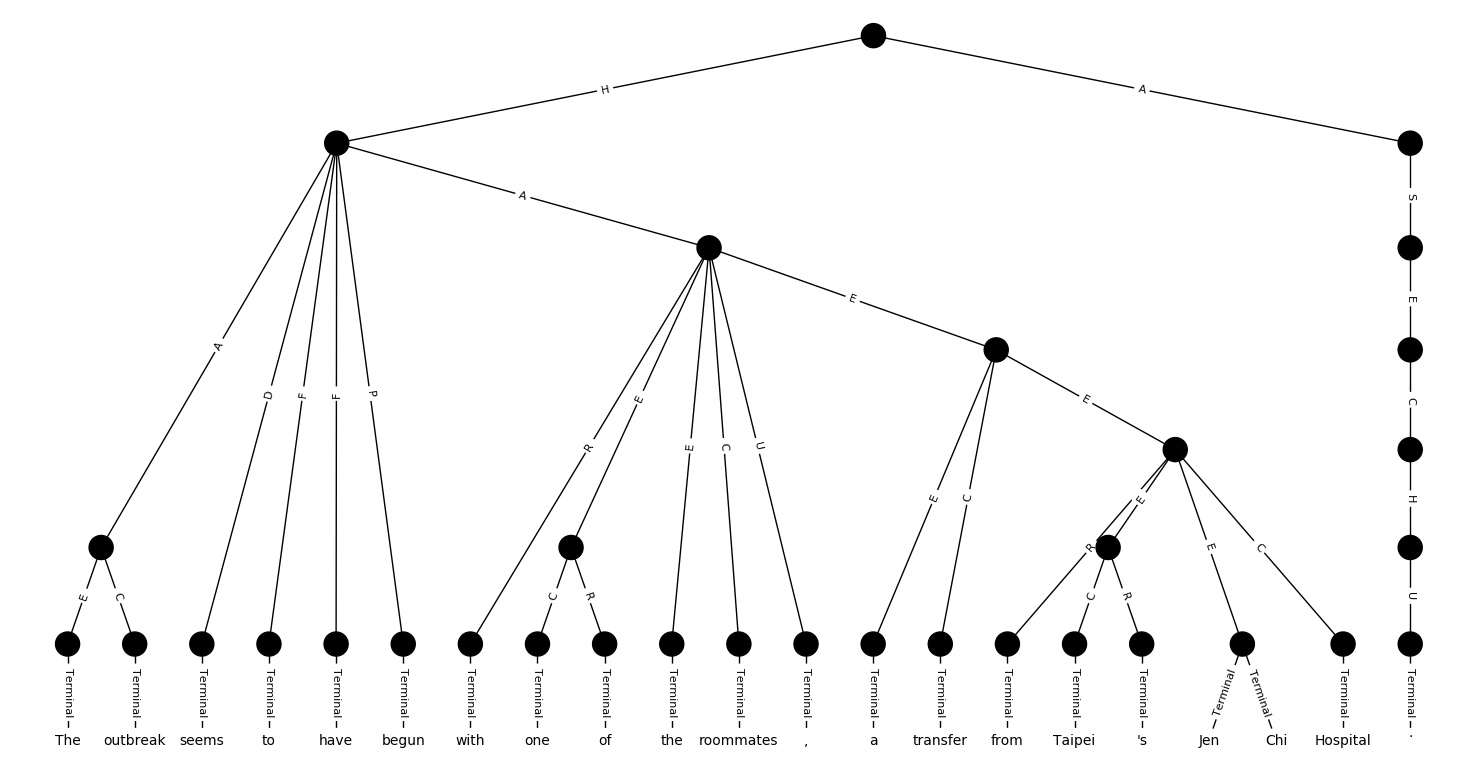 H A
S
A
E E
A D F F P R E E C U E C E C
R E E C H
E C C R C R U
Terminal Terminal Terminal Terminal Terminal Terminal Terminal Terminal Terminal Terminal Terminal Terminal Terminal Terminal Terminal Terminal Terminal Terminal Terminal Terminal Terminal
The outbreak seems to have begun with one of the roommates , a transfer from Taipei 's Jen Chi Hospital .